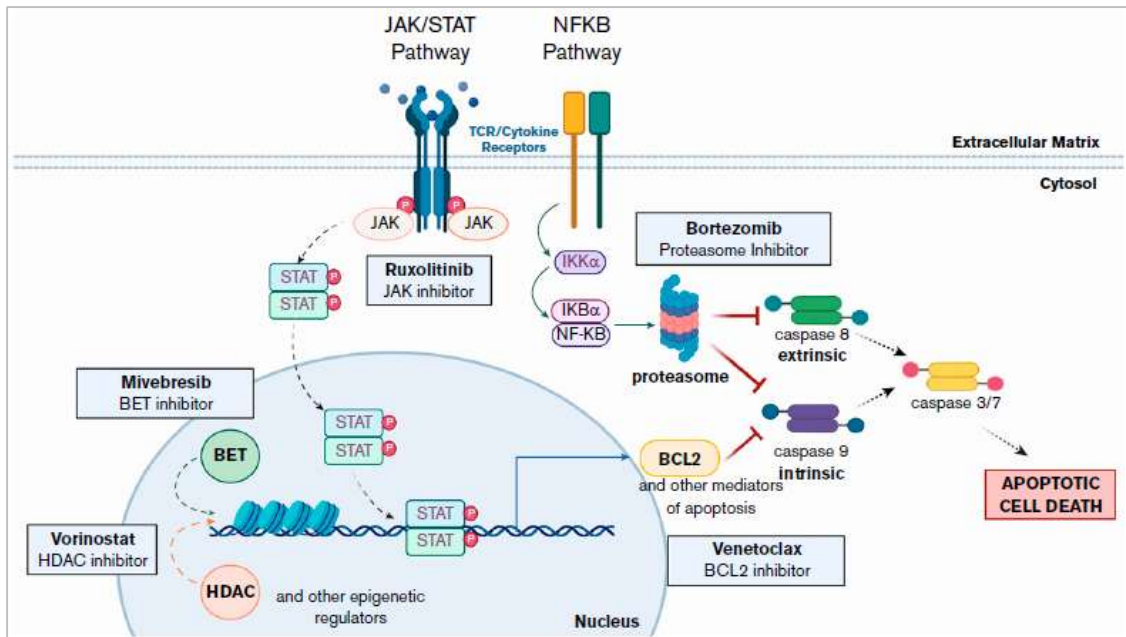 JAK/STAT
Pathway
NFKB
Pathway
TCR/Cytokine
Receptors
Extracellular Matrix
Cytosol
P
P
JAK
JAK
Ruxolitinib
JAK inhibitor
STAT
P
STAT
P
IKKα
IKBα
NF-KB
Bortezomib
Proteasome Inhibitor
proteasome
caspase 8
extrinsic
caspase 3/7
caspase 9
intrinsic
APOPTOTIC
CELL DEATH
Mivebresib
BET inhibitor
BET
STAT
P
STAT
P
BCL2
and other mediators
of apoptosis
STAT
P
STAT
P
Vorinostat
HDAC inhibitor
HDAC
and other epigenetic
regulators
Venetoclax
BCL2 inhibitor
Nucleus